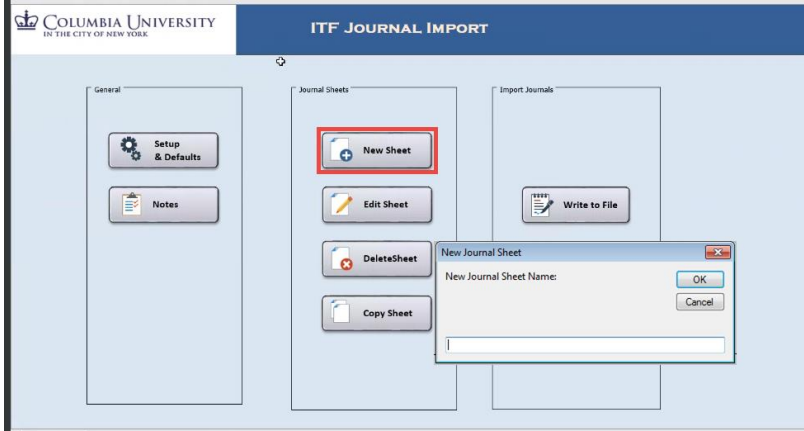 COLUMBIA UNIVERSITY
IN THE CITY OF NEW YORK
ITF JOURNAL IMPORT
General
Setup
& Defaults
Notes
Journal Sheets
New Sheet
Edit Sheet
DeleteSheet
Copy Sheet
Import Journals
Write to File
New Journal Sheet
New Journal Sheet Name:
OK
Cancel